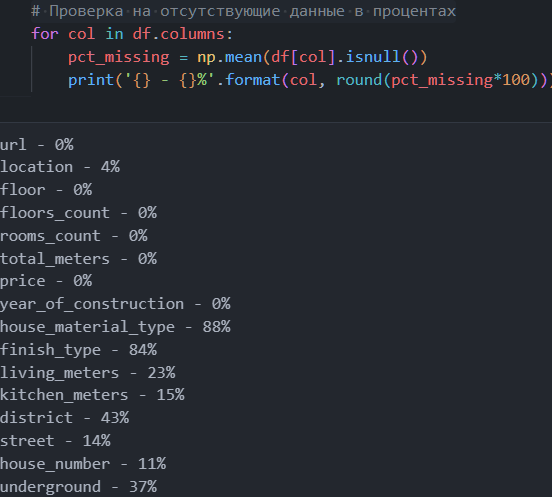 # Проверка на отсутствующие данные в процентах
for col in df.columns:
pct_missing = np.mean(df[col].isnull())
print('{} - {}%'.format(col, round(pct_missing*100)))
url - 0%
location - 4%
floor - 0%
floors_count - 0%
rooms_count - 0%
total_meters - 0%
price - 0%
year_of_construction - 0%
house_material_type - 88%
finish_type - 84%
living_meters - 23%
kitchen_meters - 15%
district - 43%
street - 14%
house_number - 11%
underground - 37%